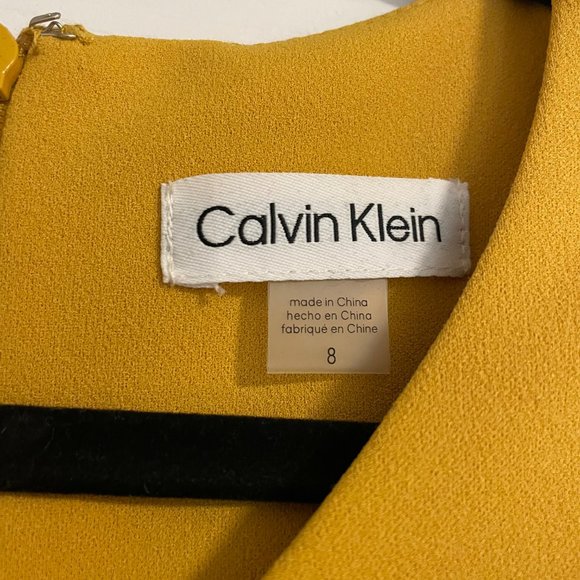 Calvin Klein
made in China
hecho en China
fabriqué en Chine
8